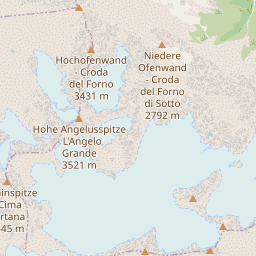 Hochofenwand
- Croda
del Forno
3431 m
Niedere
Ofenwand
- Croda
del Forno
di Sotto
2792 m
Hohe Angelusspitze
L'Angelo
Grande
3521 m
inspitze
Cima
rtana
45 m